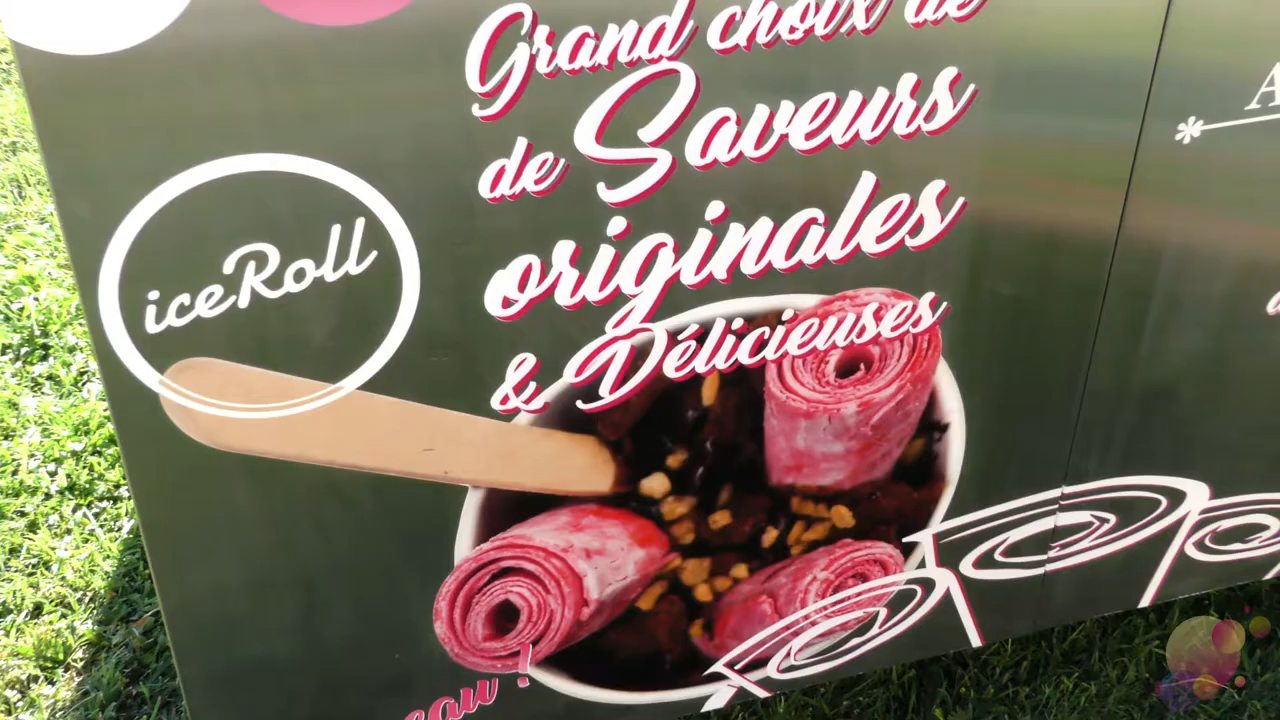 Grand choix de
de Saveurs
originales
& Délicieuses
iceRoll